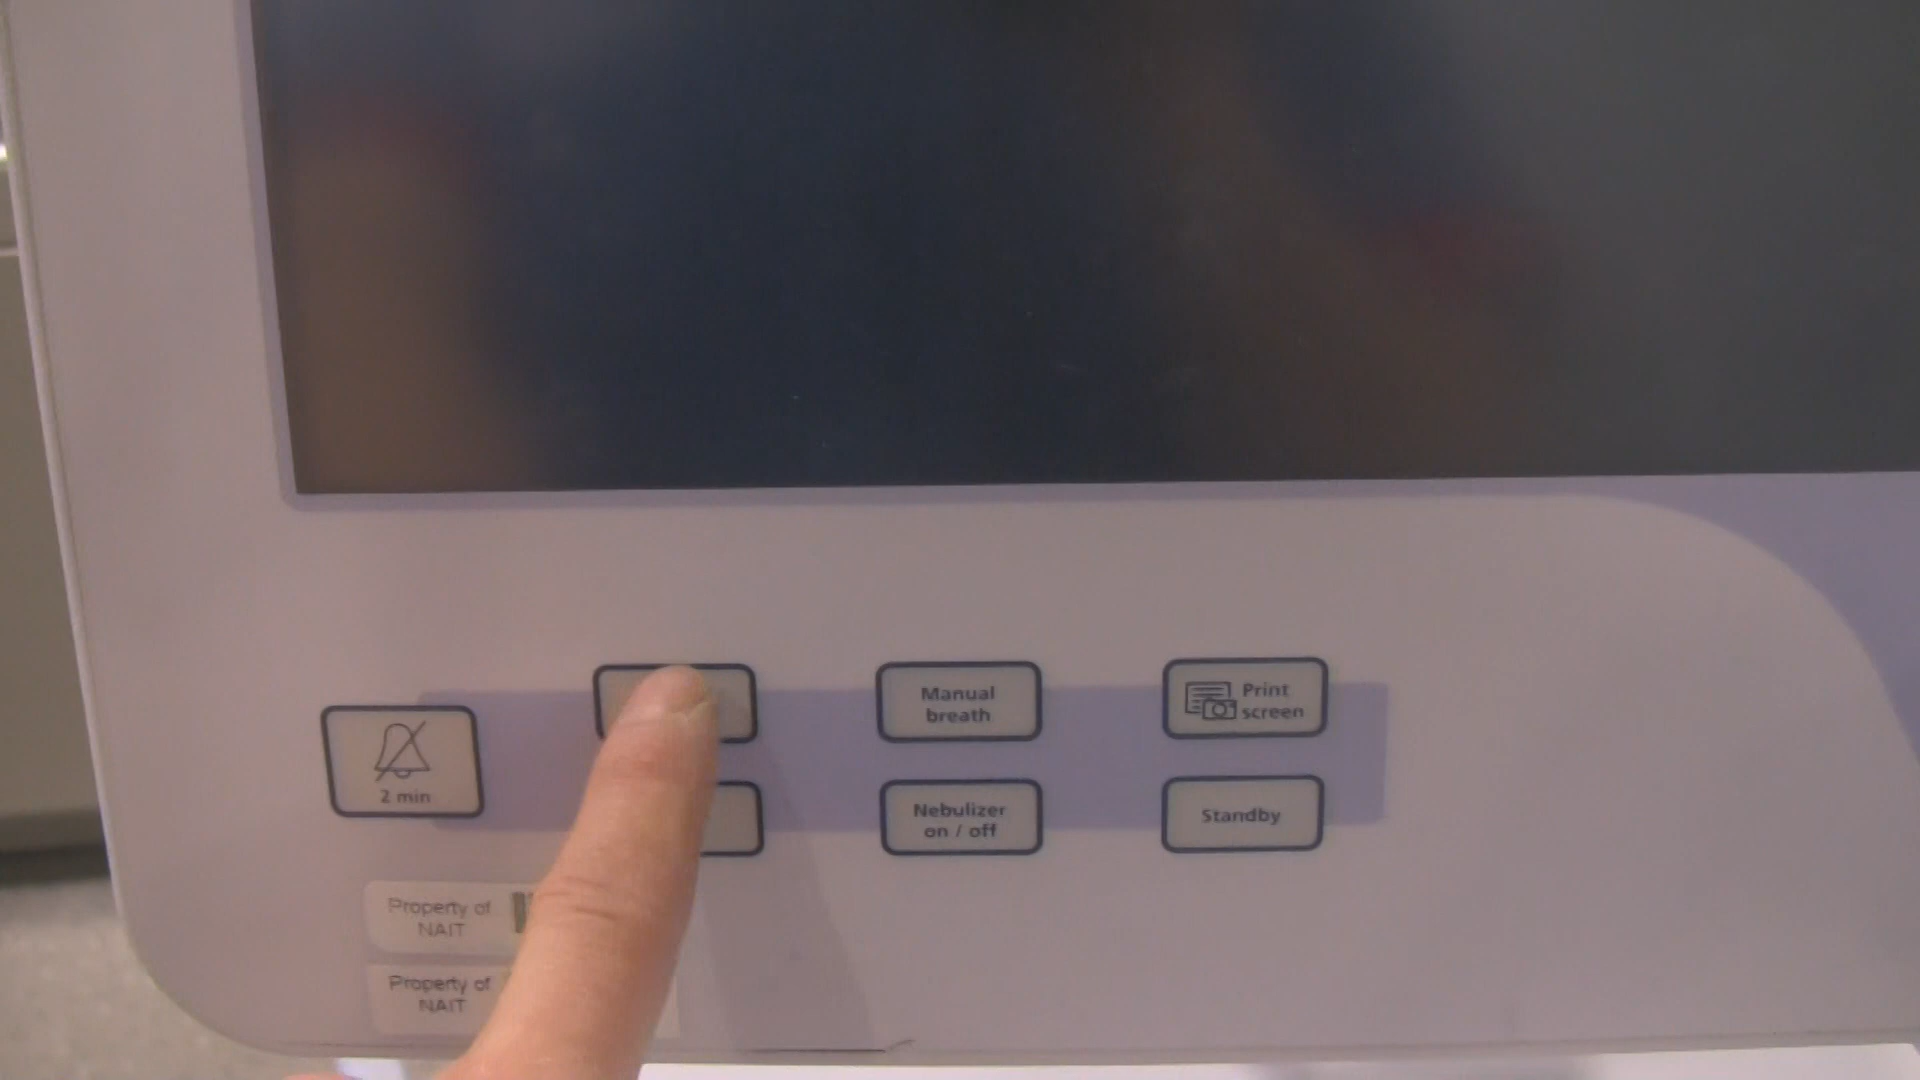 Manual
breath
Print
screen
2 min
Nebulizer
on / off
Standby
Property of
NAIT
Property of
NAIT